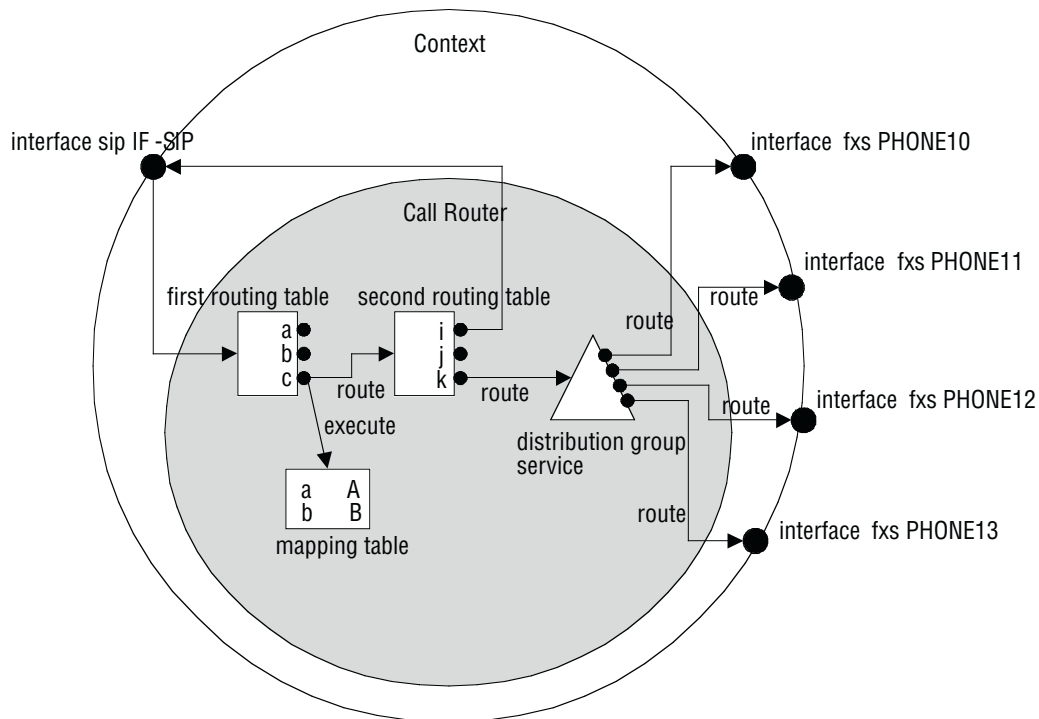 Context
interface sip IF -SIP
interface fxs PHONE10
Call Router
interface fxs PHONE11
first routing table
second routing table
route
route
a
b
c
i
j
k
route
route
execute
route
interface fxs PHONE12
distribution group
service
a A
b B
mapping table
route
interface fxs PHONE13